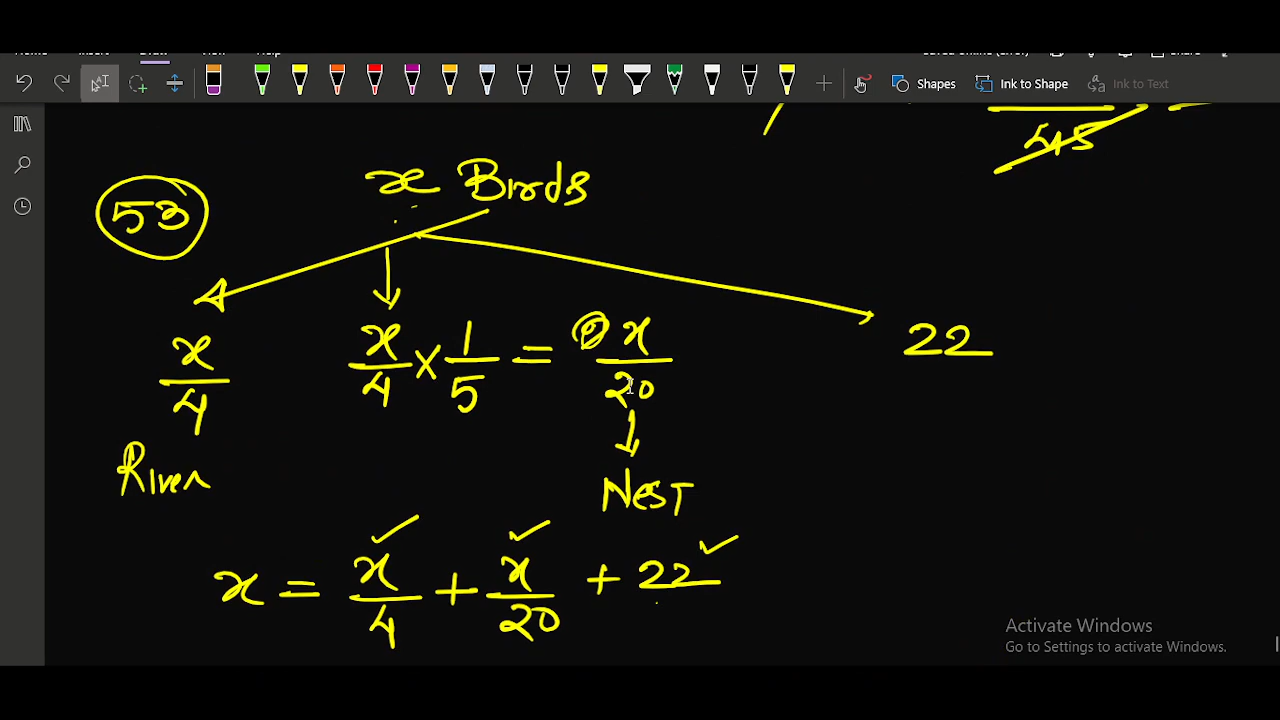 Shapes Ink to Shape Ink to Text
45
53
x Birds
x/4 x/4 × 1/5 = x/20 22
River
Nest
x = x/4 + x/20 + 22
Activate Windows
Go to Settings to activate Windows.